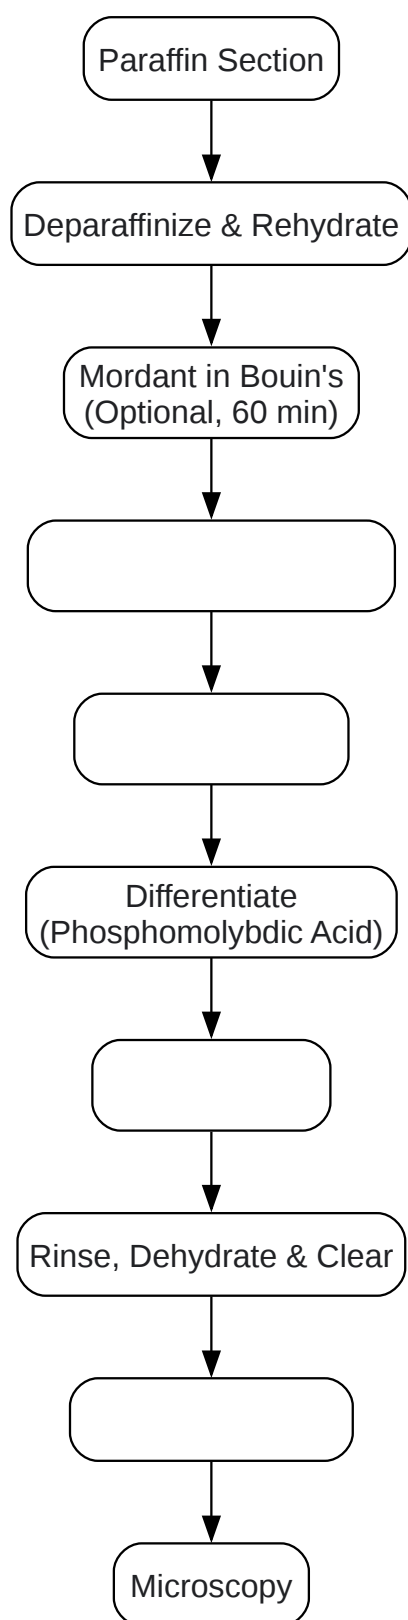 Paraffin Section
Deparaffinize & Rehydrate
Mordant in Bouin's
(Optional, 60 min)
Differentiate
(Phosphomolybdic Acid)
Rinse, Dehydrate & Clear
Microscopy